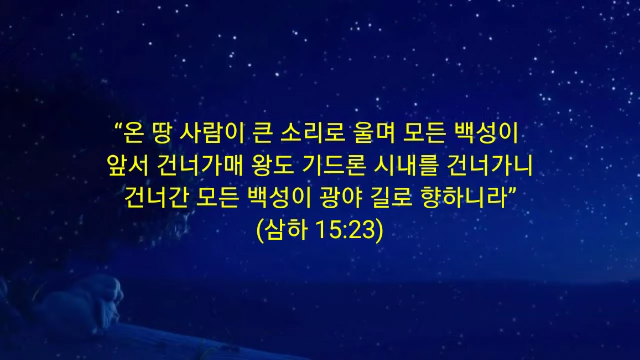 “온 땅 사람이 큰 소리로 울며 모든 백성이
앞서 건너가매 왕도 기드론 시내를 건너가니
건너간 모든 백성이 광야 길로 향하니라”
(삼하 15:23)